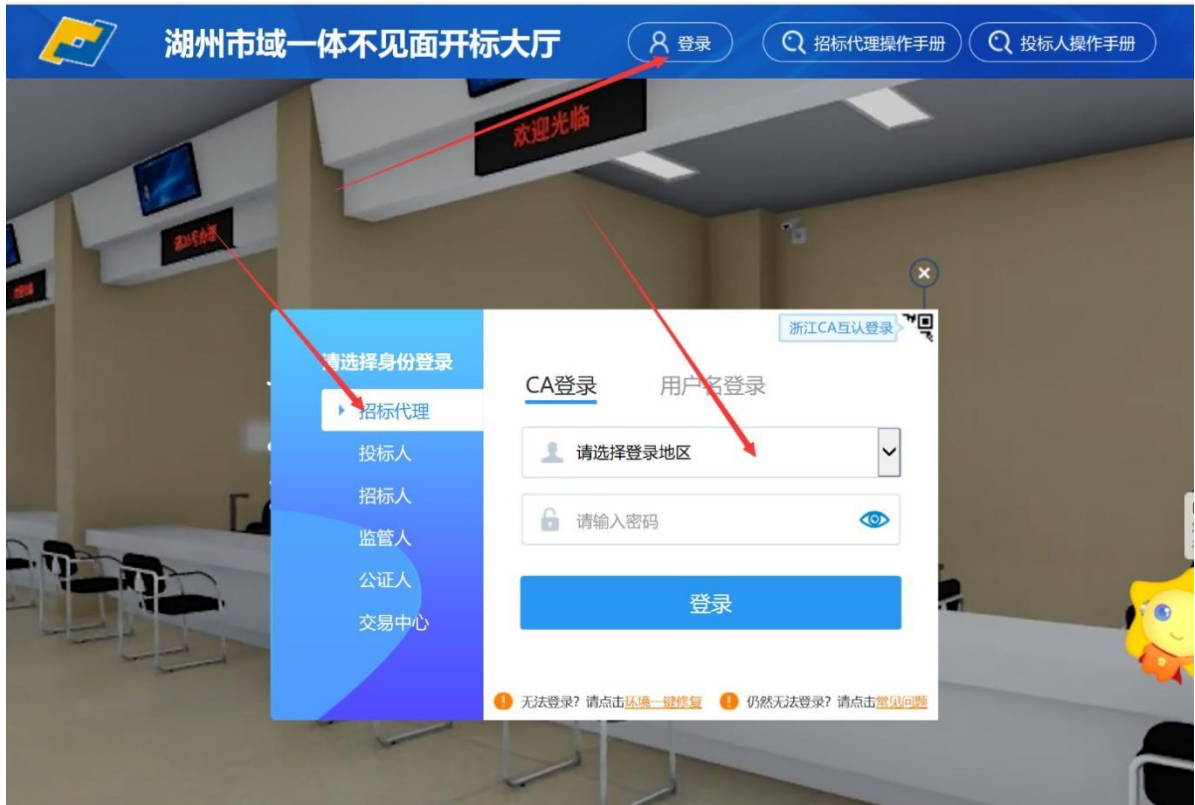 湖州市域一体不见面开标大厅
登录
招标代理操作手册
投标人操作手册
欢迎光临
浙江CA互认登录
请选择身份登录
招标代理
投标人
招标人
监管人
公证人
交易中心
CA登录
用户名登录
请选择登录地区
请输入密码
登录
无法登录？请点击环境一键修复
仍然无法登录？请点击常见问题